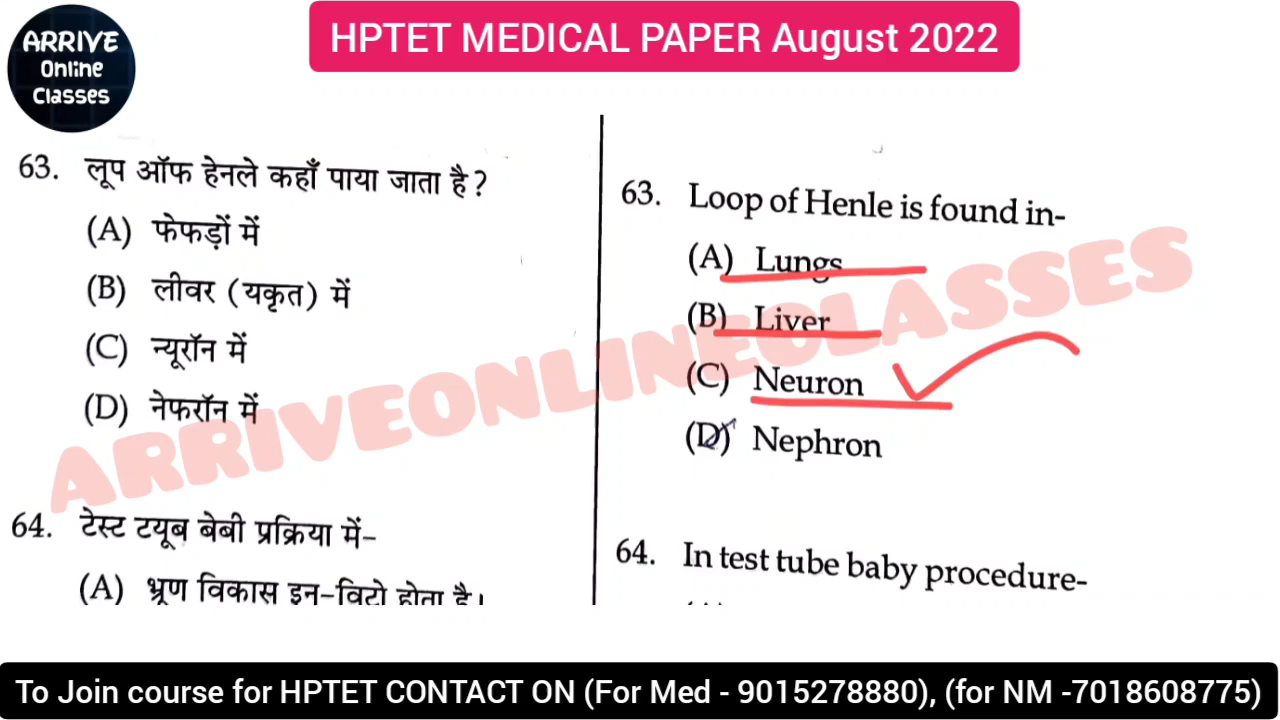 ARRIVE
Online
Classes
HPTET MEDICAL PAPER August 2022
63. लूप ऑफ हेनले कहाँ पाया जाता है?
(A) फेफड़ों में
(B) लीवर (यकृत) में
(C) न्यूरॉन में
(D) नेफरॉन में
64. टेस्ट टयूब बेबी प्रक्रिया में-
(A) भ्रूण विकास इन-विटो होता है।
63. Loop of Henle is found in-
(A) Lungs
(B) Liver
(C) Neuron
(D) Nephron
64. In test tube baby procedure-
ARRIVEONLINECLASSES
To Join course for HPTET CONTACT ON (For Med - 9015278880), (for NM -7018608775)